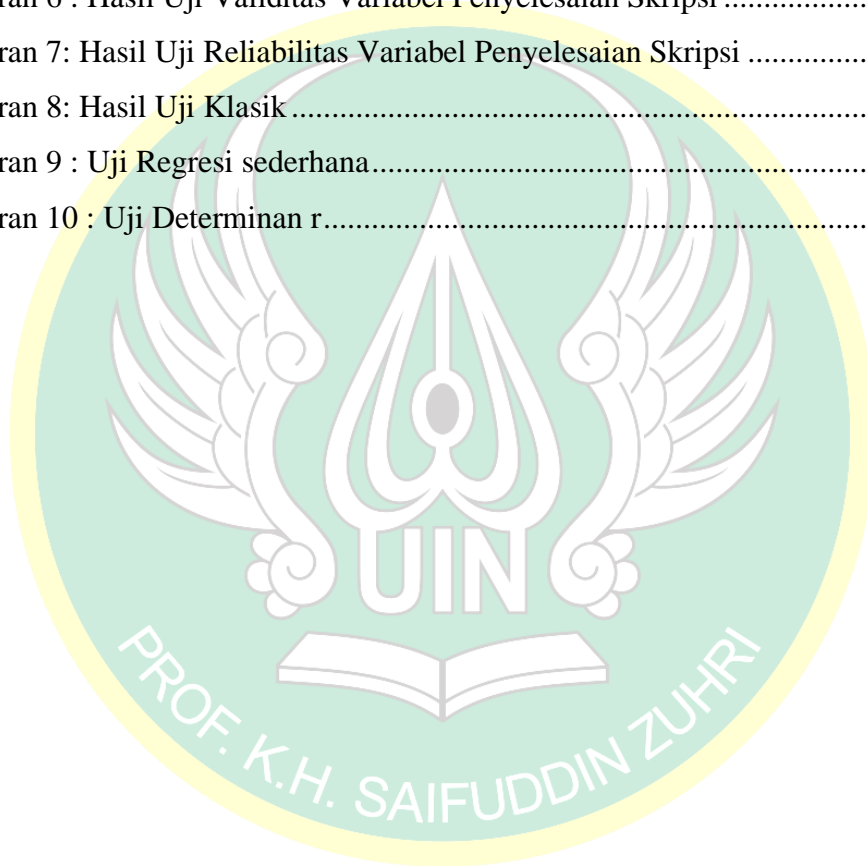 ran 6 : Hasil Uji Validitas Variabel Penyelesaian Skripsi ..................
ran 7: Hasil Uji Reliabilitas Variabel Penyelesaian Skripsi ...............
ran 8: Hasil Uji Klasik ......................................................................
ran 9 : Uji Regresi sederhana............................................................
ran 10 : Uji Determinan r..................................................................
UIN
PROF. K.H. SAIFUDDIN ZUHRI